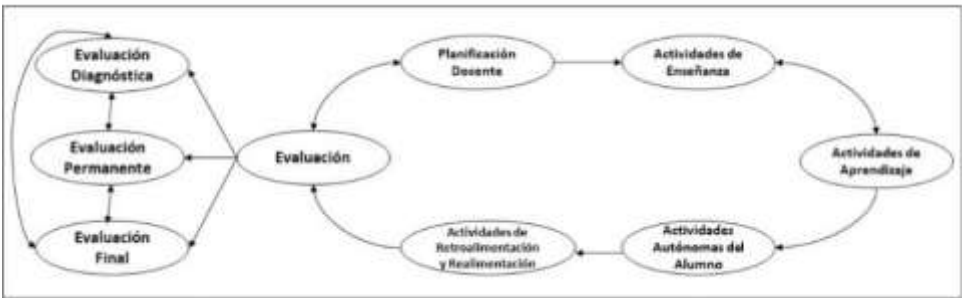 Evaluación
Diagnóstica
Evaluación
Permanente
Evaluación
Final
Evaluación
Planificación
Docente
Actividades de
Enseñanza
Actividades de
Aprendizaje
Actividades
Autónomas del
Alumno
Actividades de
Retroalimentación
y Realimentación